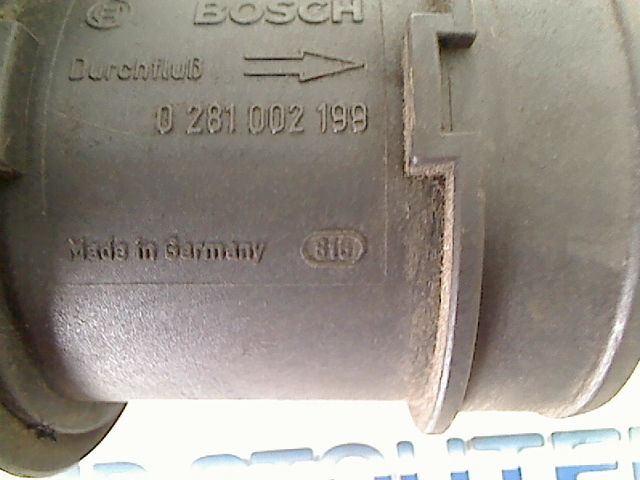 BOSCH
Durchfluß
0 281 002 199
Made in Germany